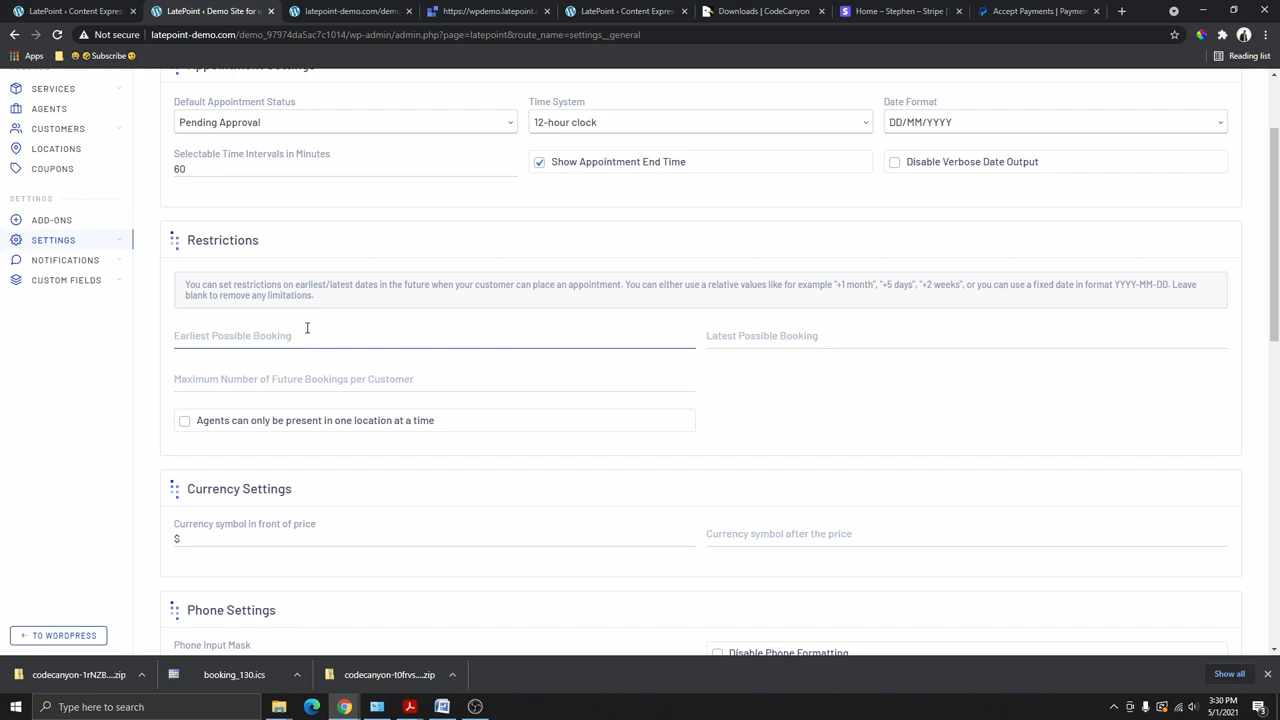 LatePoint ‹ Content Expres
LatePoint Demo Site for u
latepoint-demo.com/demo.
https://wpdemo.latepoint
LatePoint ‹ Content Expres
Downloads | CodeCanyon
Home – Stephen – Stripe [
Accept Payments | Paymen
Not secure
latepoint-demo.com/demo_97974da5ac7c1014/wp-admin/admin.php?page=latepoint&route_name=settings__general
Apps
Subscribe
Reading list
SERVICES
AGENTS
CUSTOMERS
LOCATIONS
COUPONS
SETTINGS
ADD-ONS
SETTINGS
NOTIFICATIONS
CUSTOM FIELDS
← TO WORDPRESS
Appointment Settings
Default Appointment Status
Time System
Date Format
Pending Approval
12-hour clock
DD/MM/YYYY
Selectable Time Intervals in Minutes
60
Show Appointment End Time
Disable Verbose Date Output
Restrictions
You can set restrictions on earliest/latest dates in the future when your customer can place an appointment. You can either use a relative values like for example "+1 month", "+5 days", "+2 weeks", or you can use a fixed date in format YYYY-MM-DD. Leave
blank to remove any limitations.
Earliest Possible Booking
Latest Possible Booking
Maximum Number of Future Bookings per Customer
Agents can only be present in one location at a time
Currency Settings
Currency symbol in front of price
$
Currency symbol after the price
Phone Settings
Phone Input Mask
Disable Phone Formatting
codecanyon-1rNZB....zip
booking_130.ics
codecanyon-t0frvs....zip
Show all
Type here to search
3:30 PM
5/1/2021